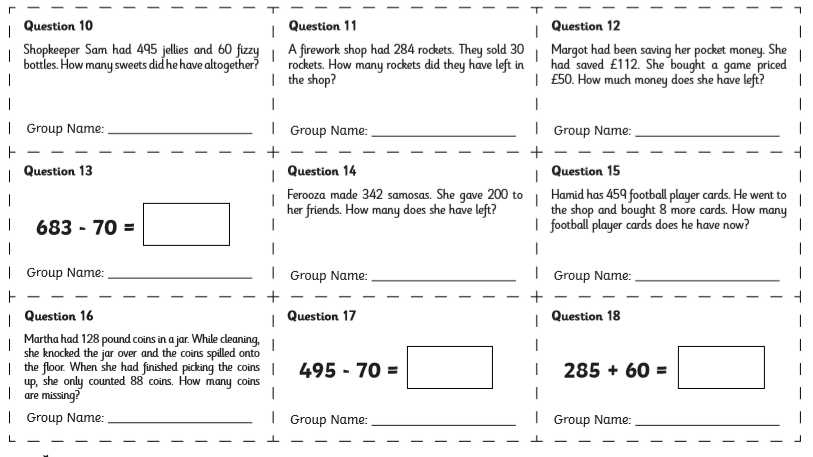 Question 10
Shopkeeper Sam had 495 jellies and 60 fizzy
bottles. How many sweets did he have altogether?
Group Name:
Question 11
A firework shop had 284 rockets. They sold 30
rockets. How many rockets did they have left in
the shop?
Group Name:
Question 12
Margot had been saving her pocket money. She
had saved £112. She bought a game priced
£50. How much money does she have left?
Group Name:
Question 13
683 - 70 =
Group Name:
Question 14
Ferooza made 342 samosas. She gave 200 to
her friends. How many does she have left?
Group Name:
Question 15
Hamid has 459 football player cards. He went to
the shop and bought 8 more cards. How many
football player cards does he have now?
Group Name:
Question 16
Martha had 128 pound coins in a jar. While cleaning,
she knocked the jar over and the coins spilled onto
the floor. When she had finished picking the coins
up, she only counted 88 coins. How many coins
are missing?
Group Name:
Question 17
495 - 70 =
Group Name:
Question 18
285 + 60 =
Group Name: